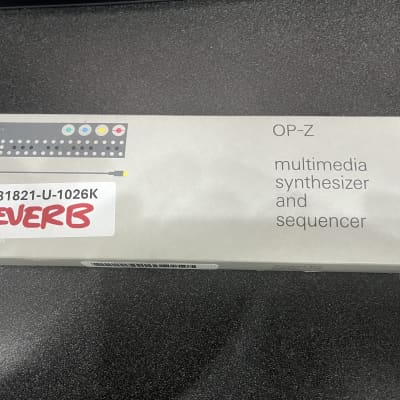 OP-Z
multimedia
synthesizer
and
sequencer
31821-U-1026K
EVERB